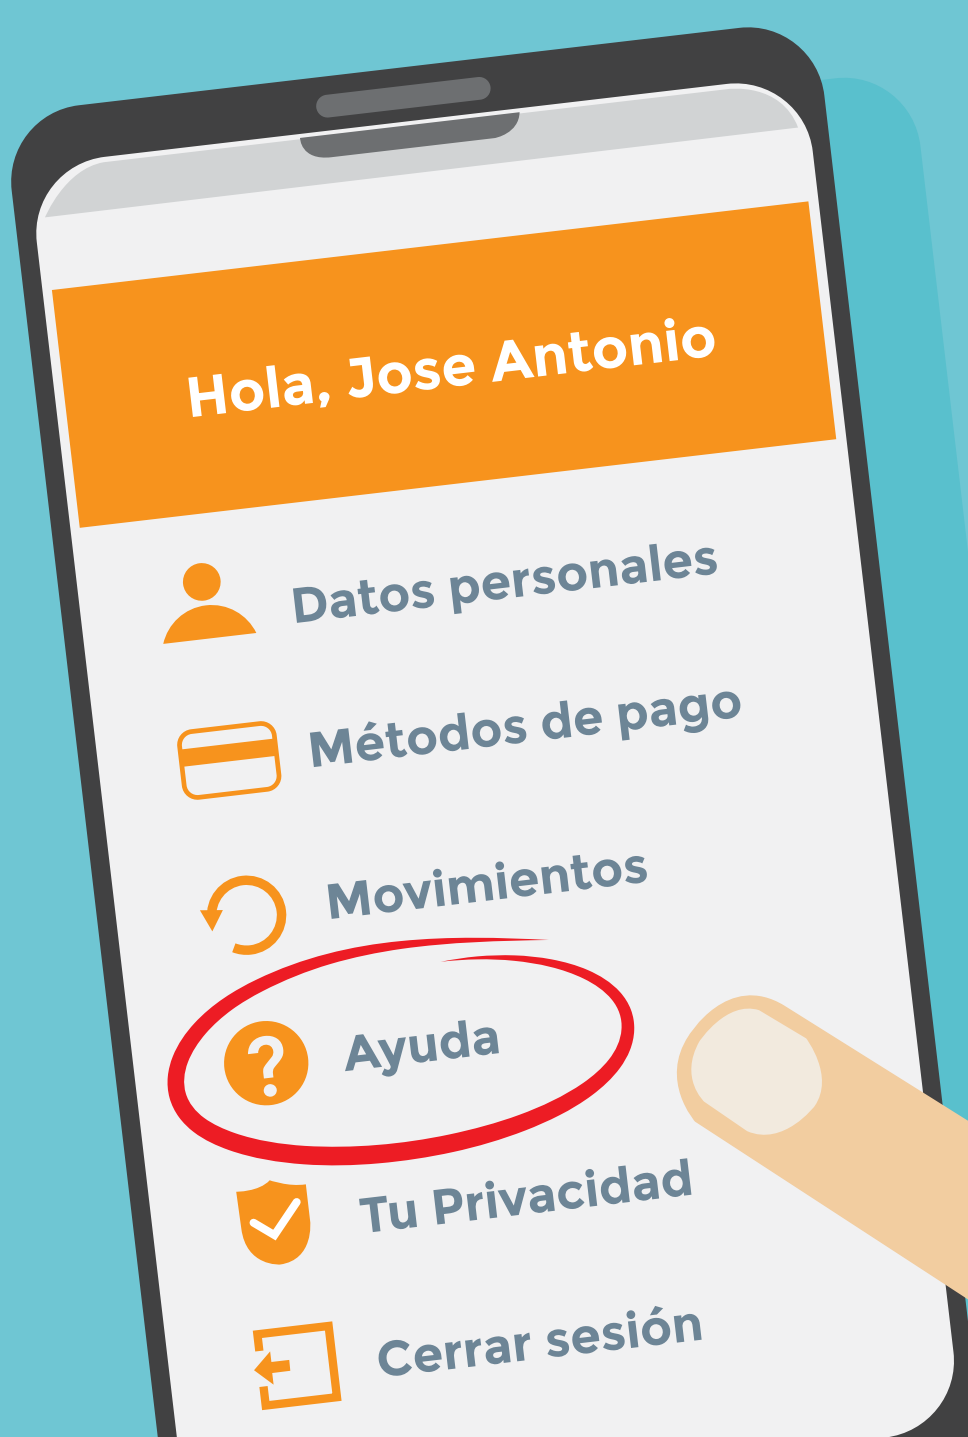 Hola, Jose Antonio
Datos personales
Métodos de pago
Movimientos
Ayuda
Tu Privacidad
Cerrar sesión